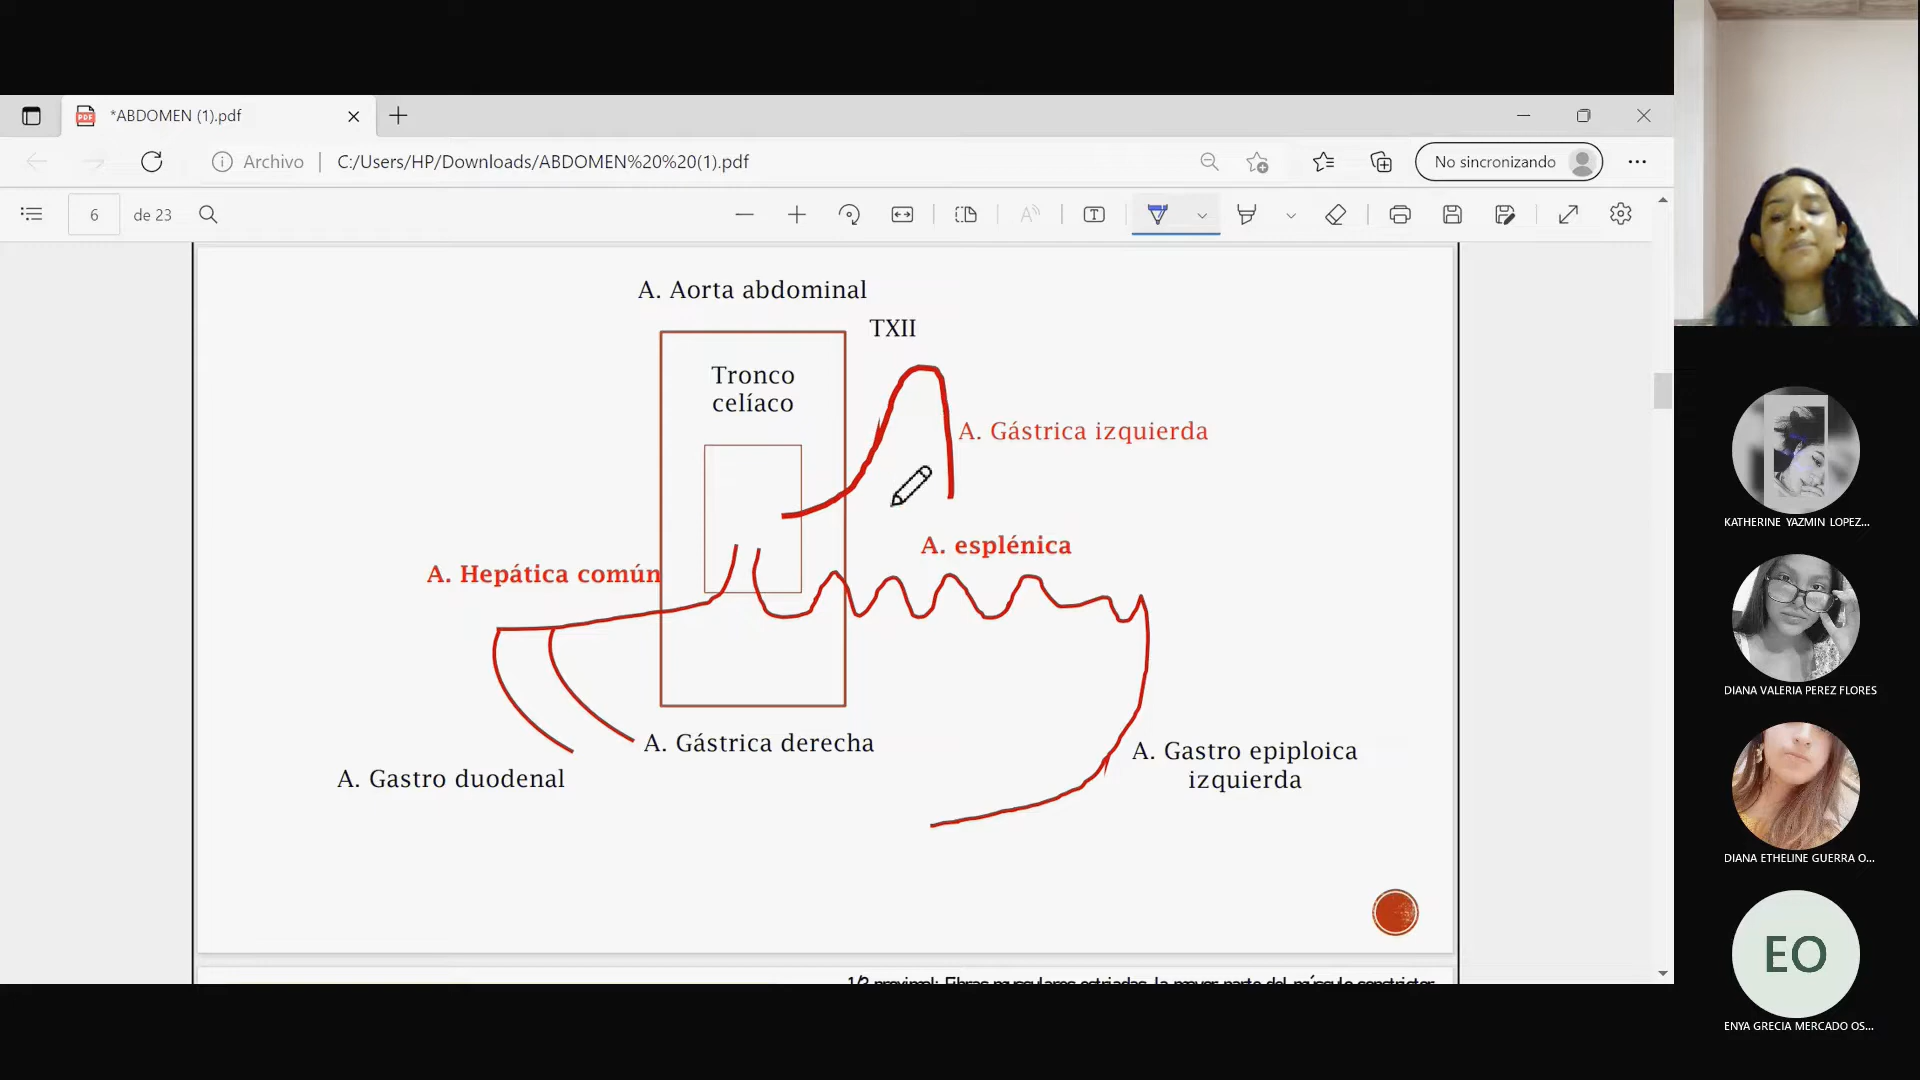 *ABDOMEN (1).pdf
Archivo
C:/Users/HP/Downloads/ABDOMEN%20%20(1).pdf
No sincronizando
6 de 23
A. Aorta abdominal
TXII
Tronco
celíaco
A. Gástrica izquierda
A. esplénica
A. Hepática común
A. Gástrica derecha
A. Gastro duodenal
A. Gastro epiploica
izquierda
KATHERINE YAZMIN LOPEZ...
DIANA VALERIA PEREZ FLORES
DIANA ETHELINE GUERRA O...
EO
ENYA GRECIA MERCADO OS...